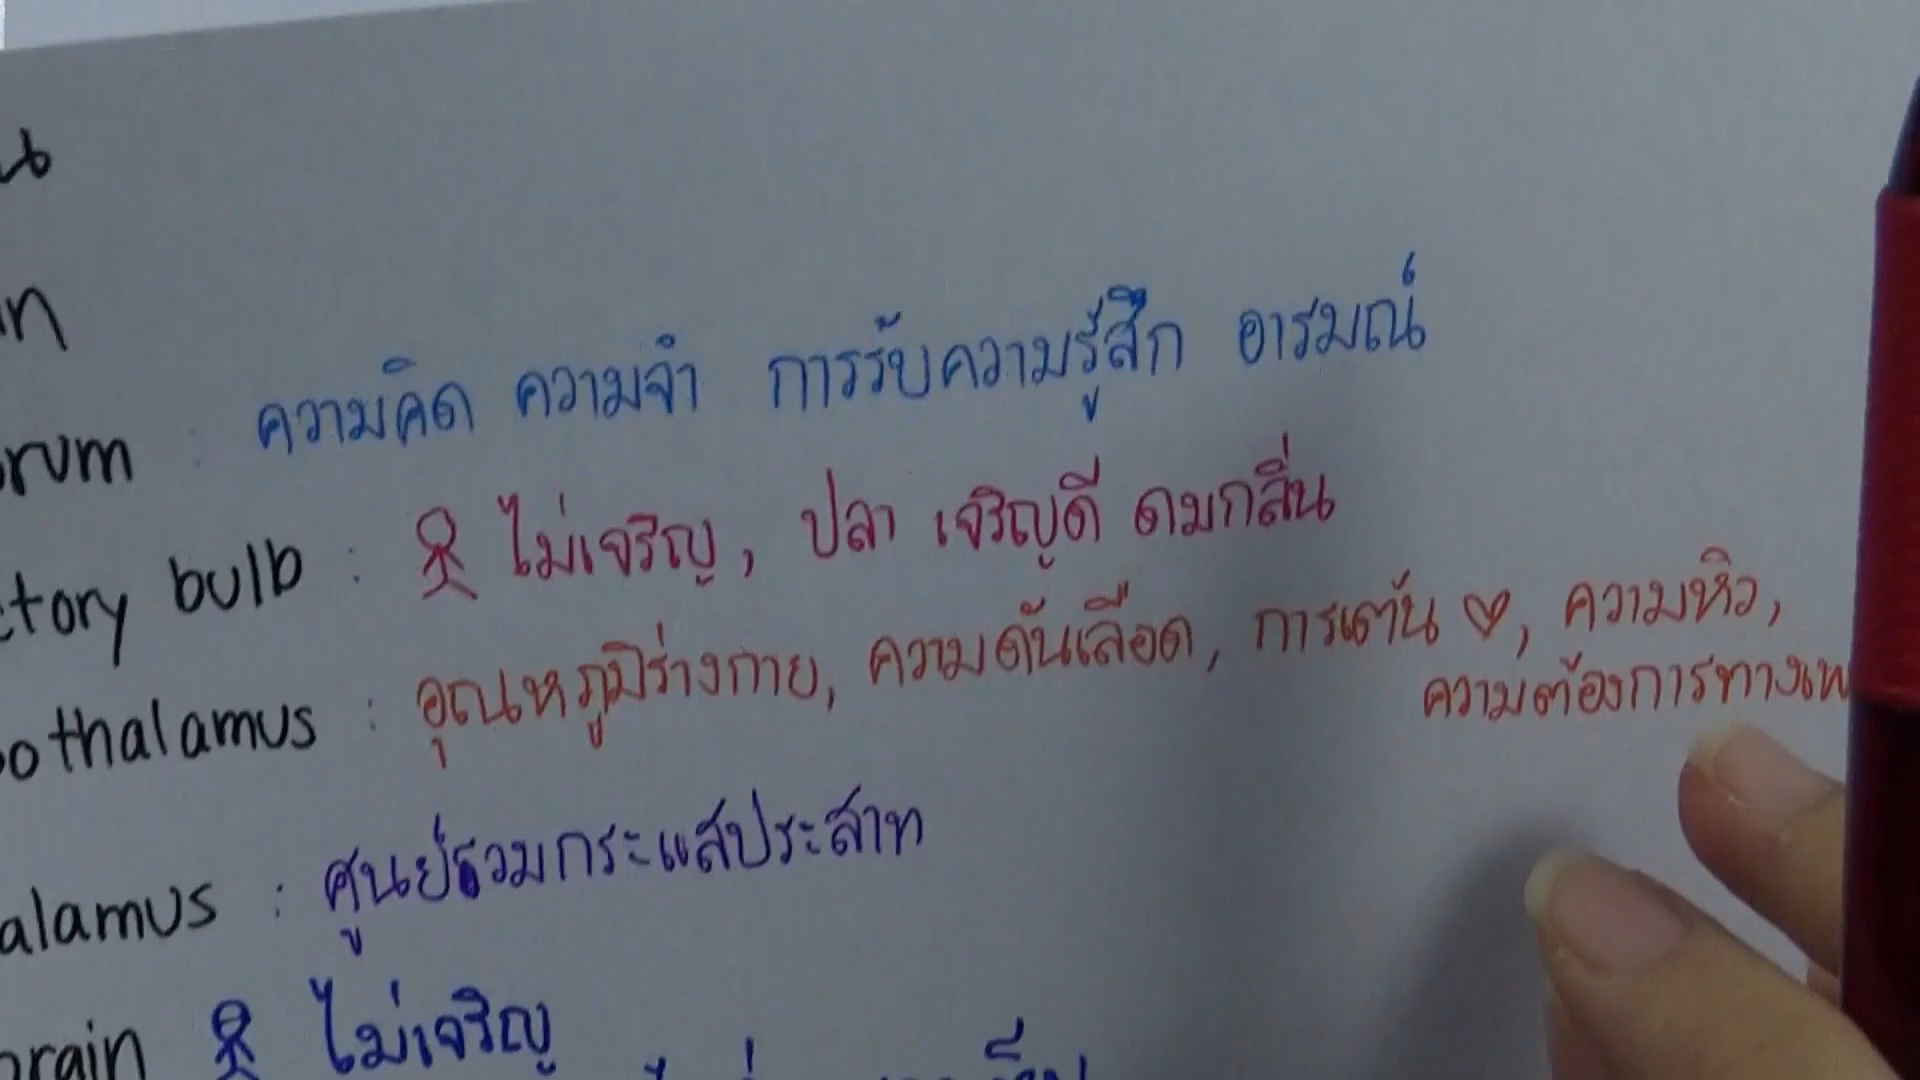 น
in
rum : ความคิด ความจำ การรับความรู้สึก อารมณ์
ctory bulb : ไม่เจริญ, ปลา เจริญดี ดมกลิ่น
othalamus : อุณหภูมิร่างกาย, ความดันเลือด, การเต้น ♡, ความหิว,
ความต้องการทางเพ
alamus : ศูนย์รวมกระแสประสาท
brain ไม่เจริญ